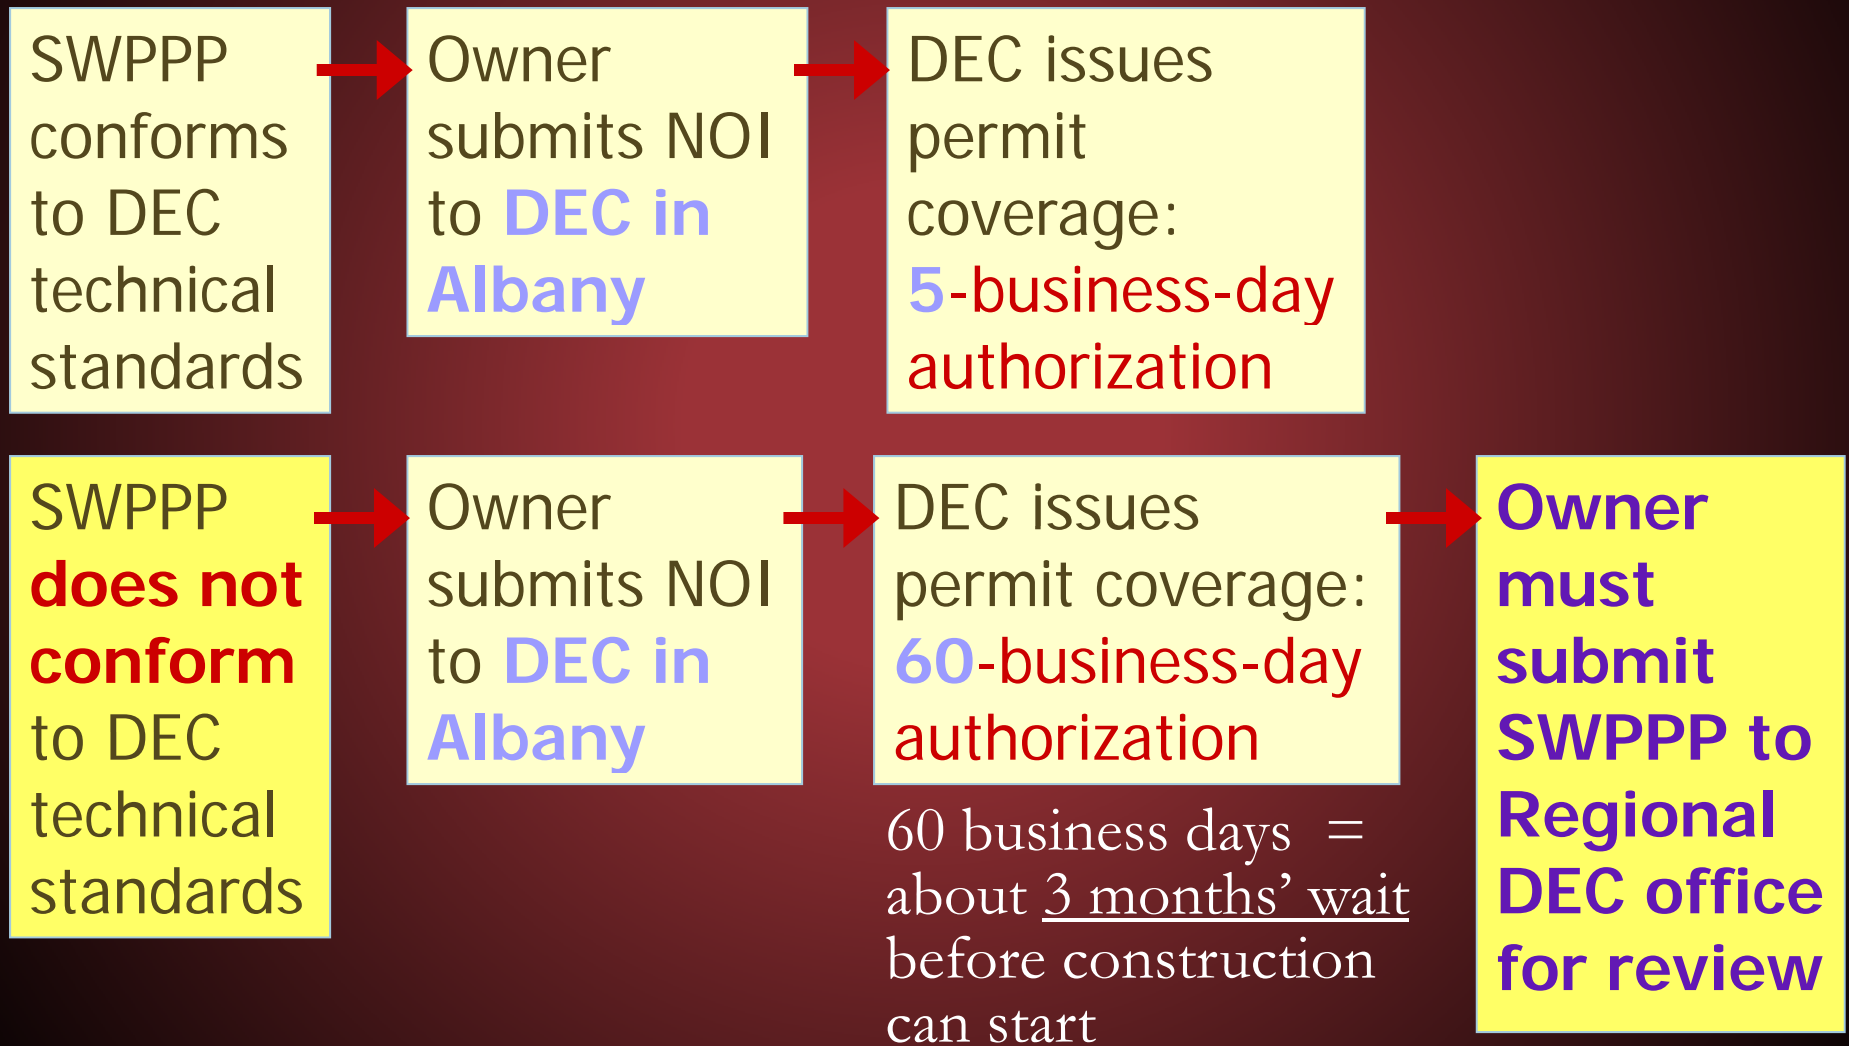 SWPPP
conforms
to DEC
technical
standards
Owner
submits NOI
to DEC in
Albany
DEC issues
permit
coverage:
5-business-day
authorization
SWPPP
does not
conform
to DEC
technical
standards
Owner
submits NOI
to DEC in
Albany
DEC issues
permit coverage:
60-business-day
authorization
60 business days =
about 3 months’ wait
before construction
can start
Owner
must
submit
SWPPP to
Regional
DEC office
for review